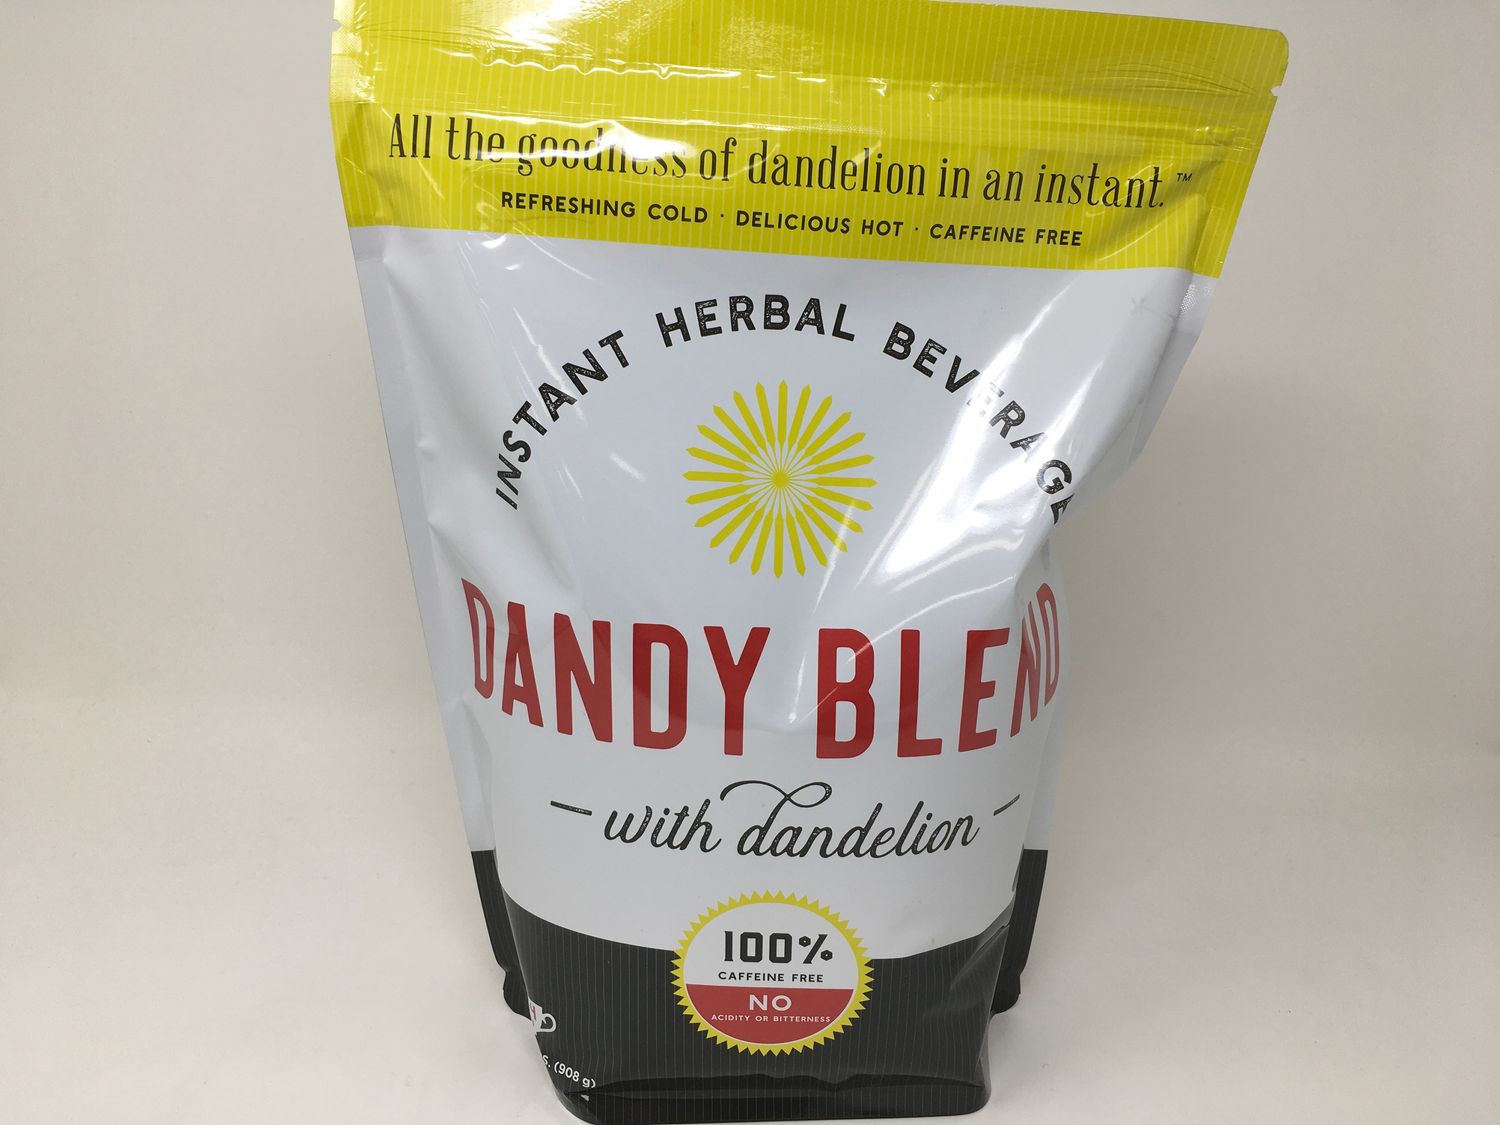 All the goodness of dandelion in an instant.™
REFRESHING COLD · DELICIOUS HOT · CAFFEINE FREE
INSTANT HERBAL BEVERAGE
DANDY BLEND
with dandelion
100%
CAFFEINE FREE
NO
ACIDITY OR BITTERNESS
(908 g)